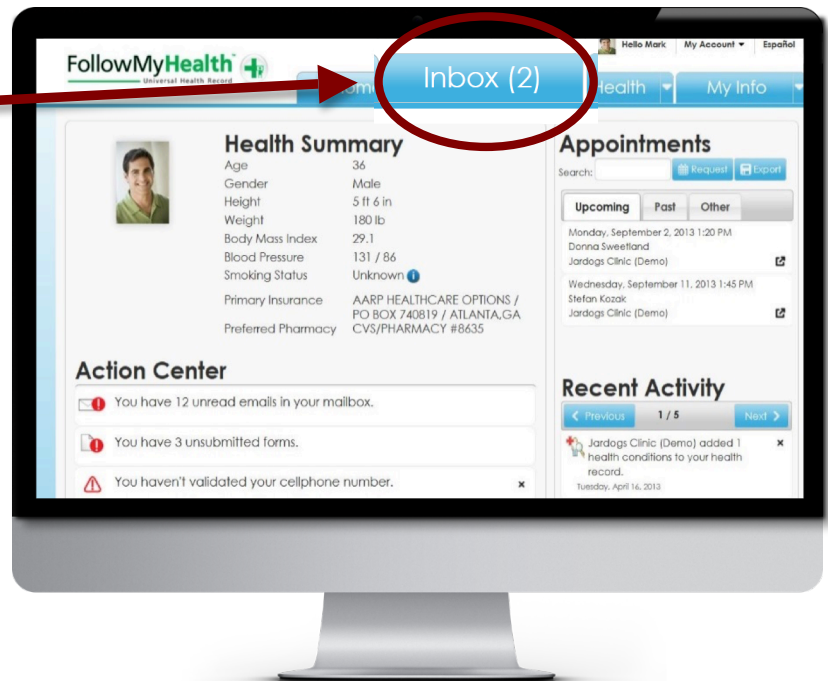 Hello Mark My Account Español
FollowMyHealth
Universal Health Record
Inbox (2)
Health My Info
Health Summary
Age 36
Gender Male
Height 5 ft 6 in
Weight 180 lb
Body Mass Index 29.1
Blood Pressure 131 / 86
Smoking Status Unknown
Primary Insurance AARP HEALTHCARE OPTIONS /
PO BOX 740819 / ATLANTA,GA
Preferred Pharmacy CVS/PHARMACY #8635
Appointments
Search: Request Export
Upcoming Past Other
Monday, September 2, 2013 1:20 PM
Donna Sweetland
Jardogs Clinic (Demo)
Wednesday, September 11, 2013 1:45 PM
Stefan Kozak
Jardogs Clinic (Demo)
Action Center
You have 12 unread emails in your mailbox.
You have 3 unsubmitted forms.
You haven't validated your cellphone number. x
Recent Activity
< Previous 1 / 5 Next >
Jardogs Clinic (Demo) added 1 x
health conditions to your health
record.
Tuesday, April 16, 2013